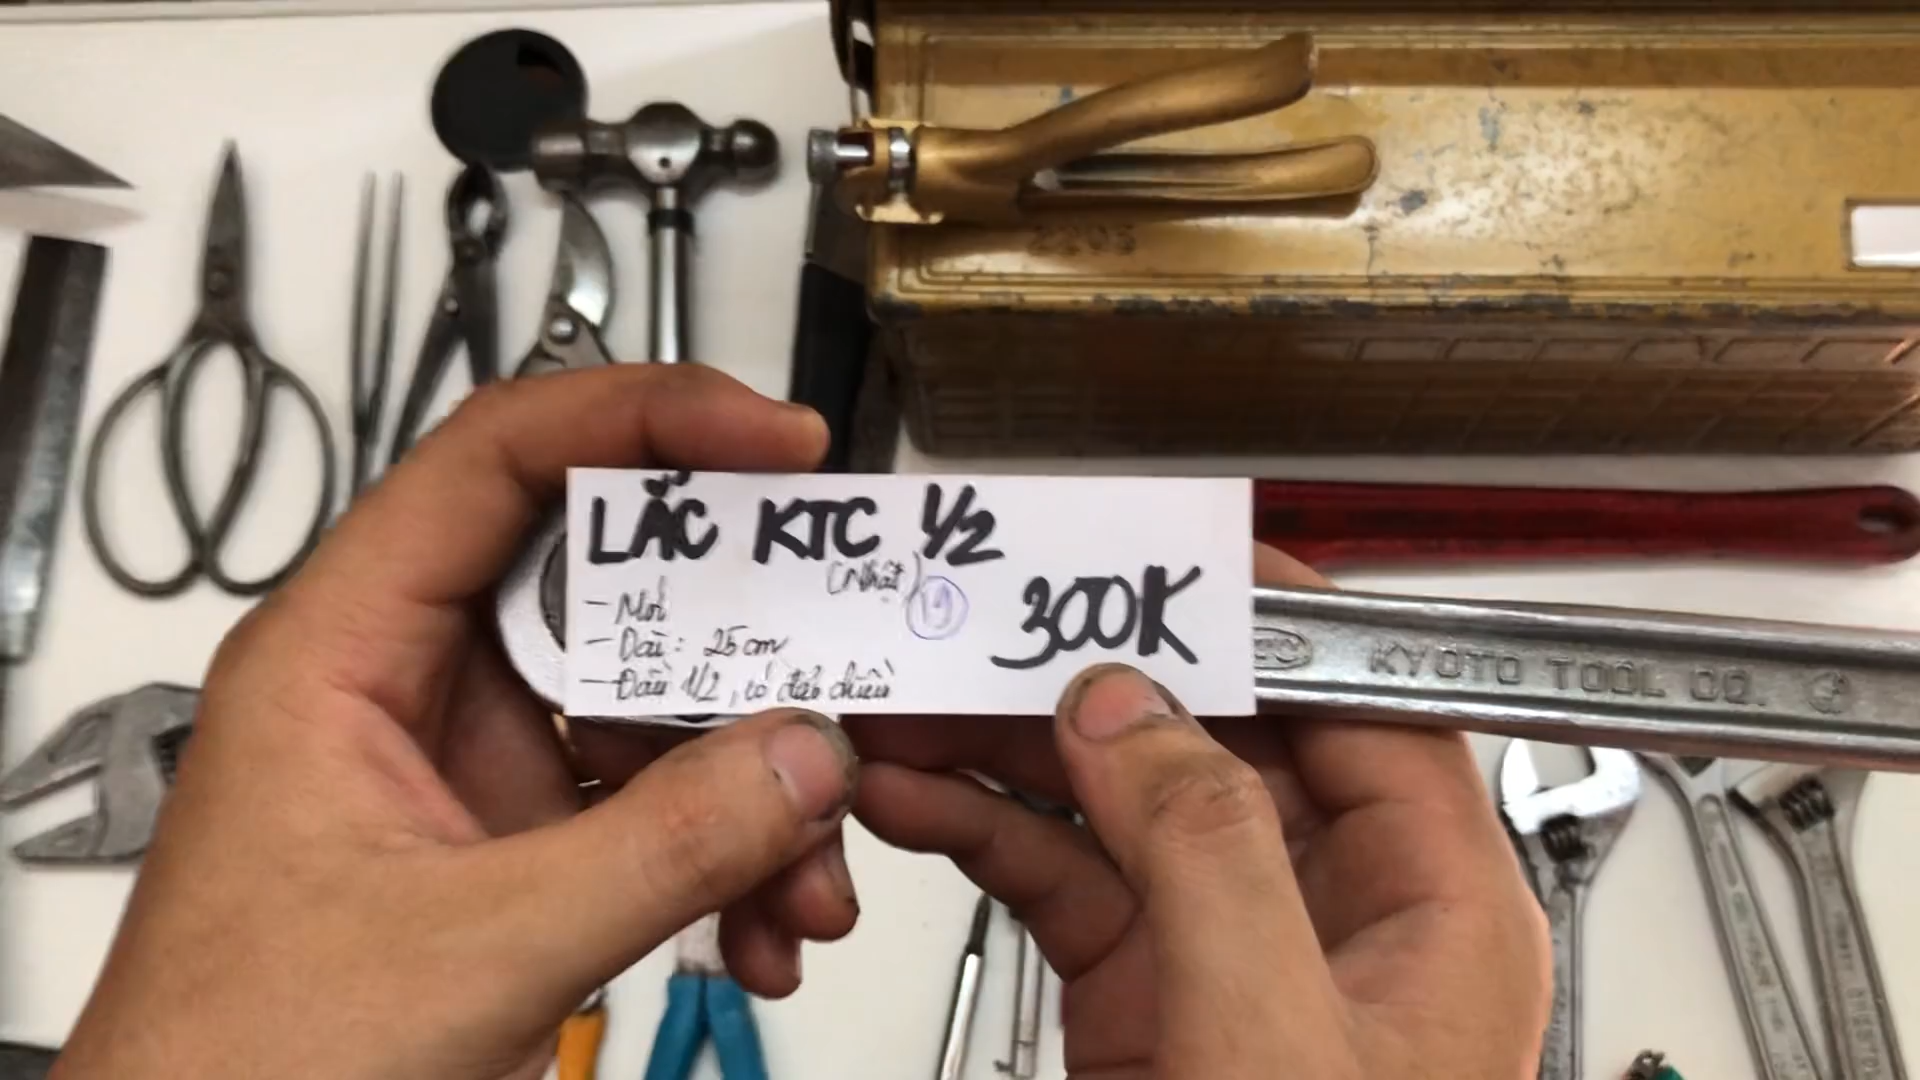 LẮC KTC 1/2
(Nhật)
19
300K
- Mới
- Dài: 25 cm
- Đầu 1/2, có đảo chiều
KYOTO TOOL CO.